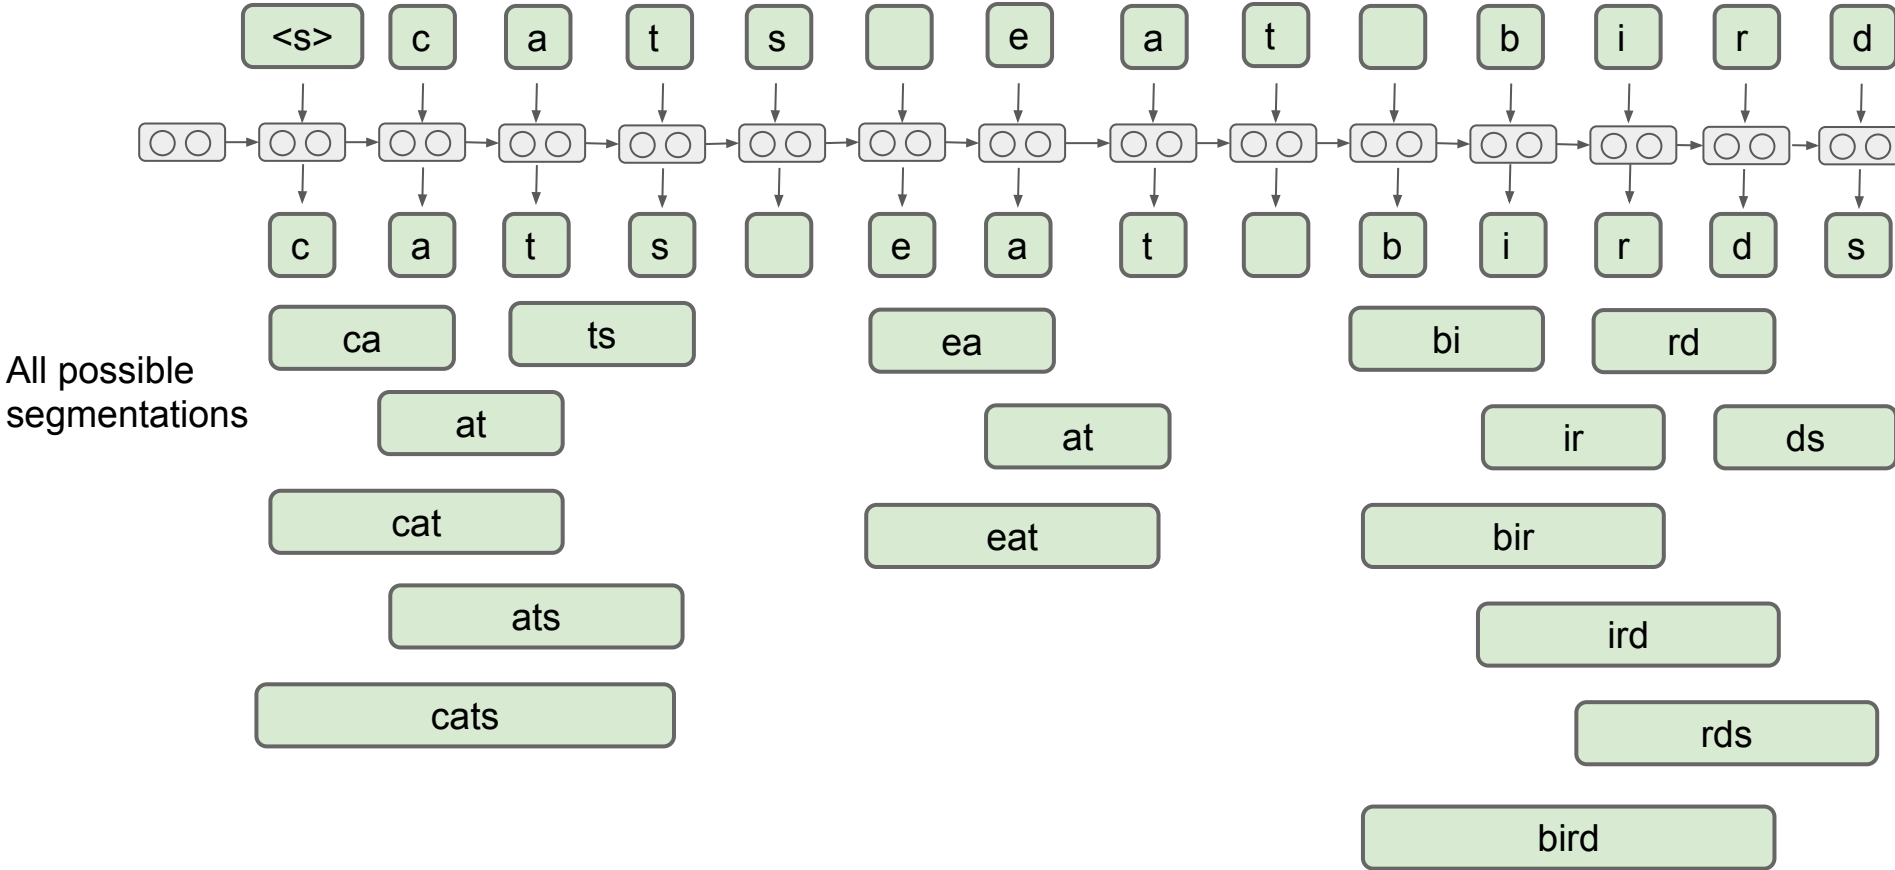 <s> c a t s e a t b i r d
c a t s e a t b i r d s
ca ts ea bi rd
All possible
segmentations
at at ir ds
cat eat bir
ats ird
cats rds
bird